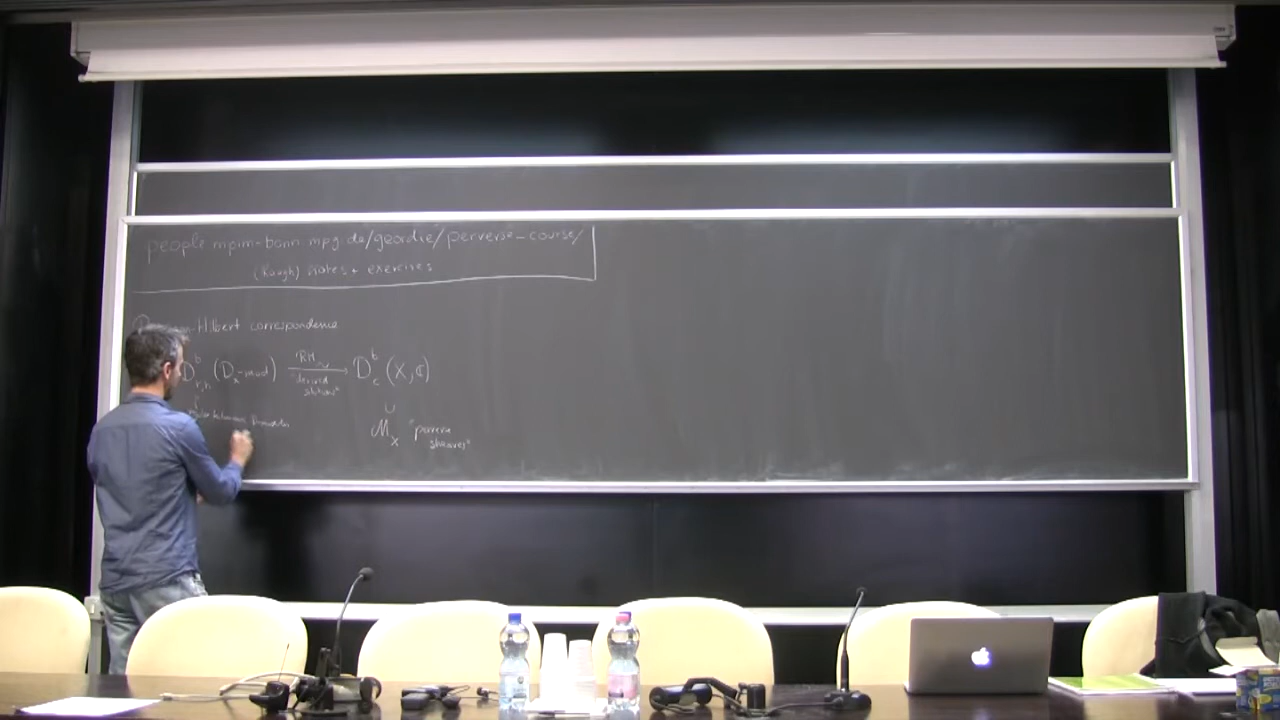 people.mpim-bonn.mpg.de/geordie/perverse_course/
(Rough) Notes + exercises
-Hilbert correspondence
D^b_{r,h} (D_X-mod) RH ~ → D^b_c (X, ℂ)
"derived
∪
M_X "perverse
sheaves"